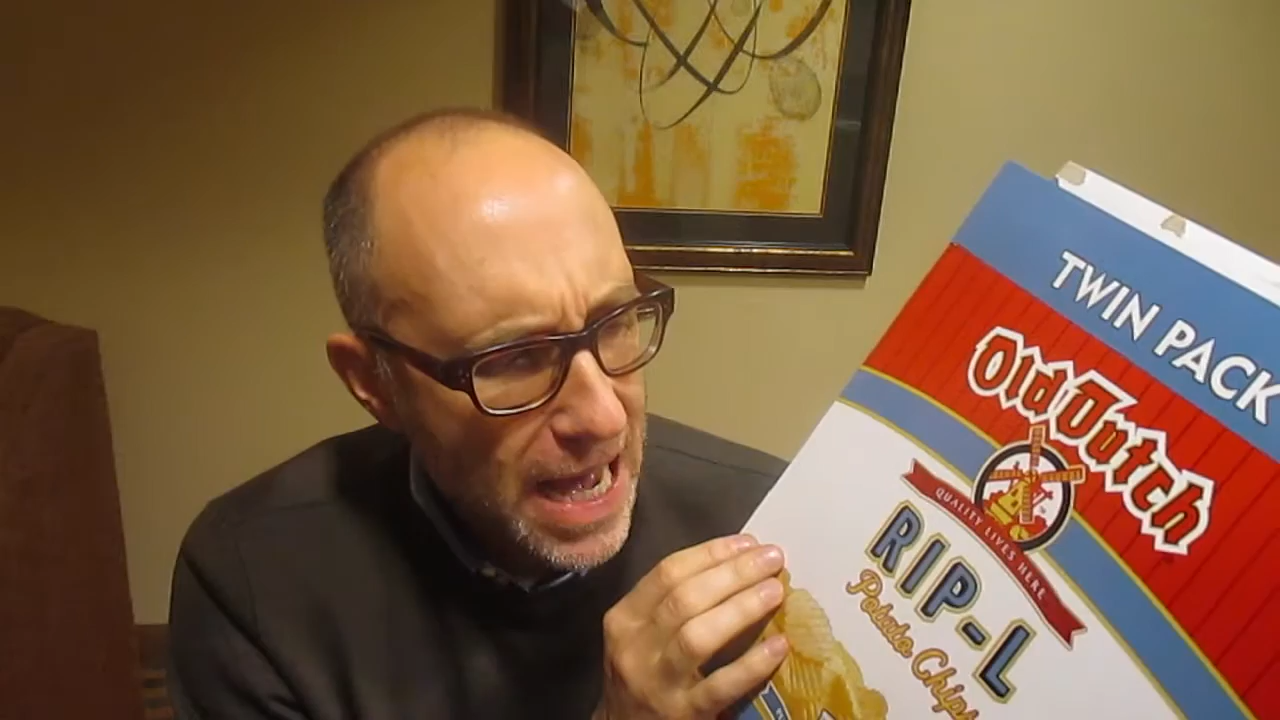 TWIN PACK
Old Dutch
QUALITY LIVES HERE
RIP-L
Potato Chips